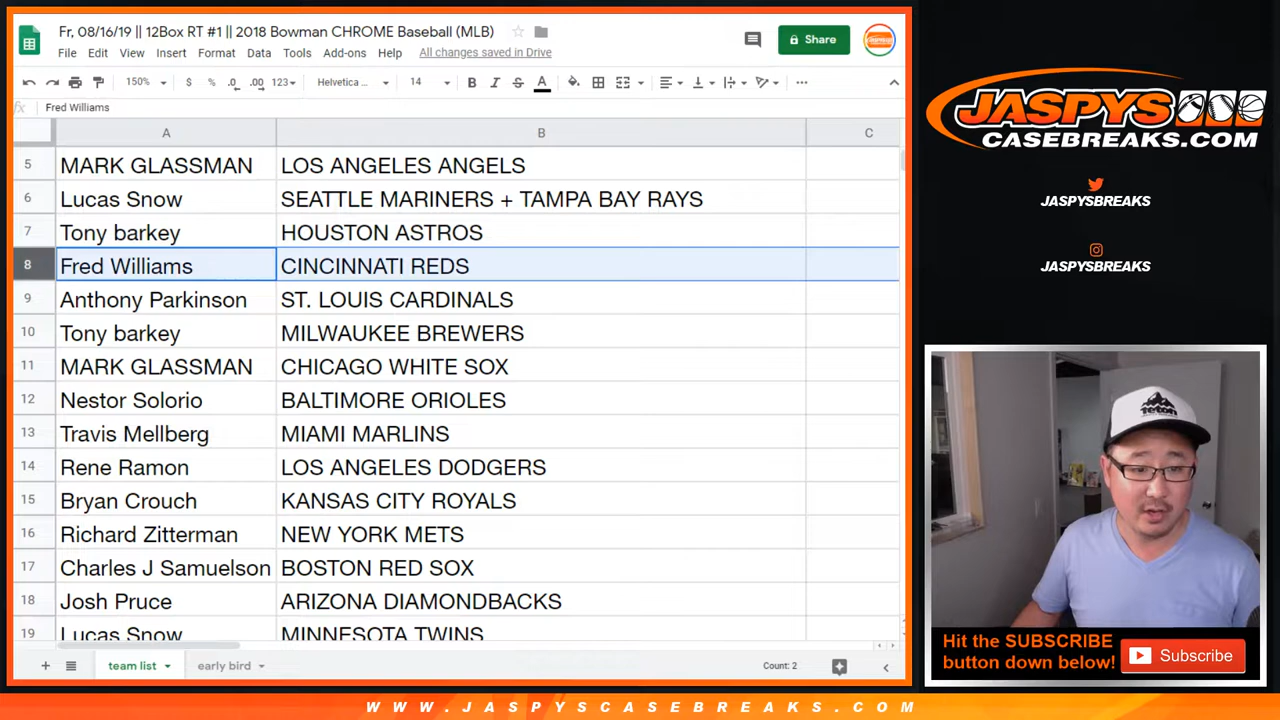 Fr, 08/16/19 || 12Box RT #1 || 2018 Bowman CHROME Baseball (MLB)
File Edit View Format Data Tools Add-ons Help All changes saved in Drive
Share
150% $ % .0 .00 123 Helvetica ... 14 B I S A
fx Fred Williams
A B C
5 MARK GLASSMAN LOS ANGELES ANGELS
6 Lucas Snow SEATTLE MARINERS + TAMPA BAY RAYS
7 Tony barkey HOUSTON ASTROS
8 Fred Williams CINCINNATI REDS
9 Anthony Parkinson ST. LOUIS CARDINALS
10 Tony barkey MILWAUKEE BREWERS
11 MARK GLASSMAN CHICAGO WHITE SOX
12 Nestor Solorio BALTIMORE ORIOLES
13 Travis Mellberg MIAMI MARLINS
14 Rene Ramon LOS ANGELES DODGERS
15 Bryan Crouch KANSAS CITY ROYALS
16 Richard Zitterman NEW YORK METS
17 Charles J Samuelson BOSTON RED SOX
18 Josh Pruce ARIZONA DIAMONDBACKS
19 Lucas Snow MINNESOTA TWINS
team list early bird Count: 2
JASPYS
CASEBREAKS.COM
JASPYSBREAKS
JASPYSBREAKS
Teton
Hit the SUBSCRIBE
button down below!
Subscribe
WWW.JASPYSCASEBREAKS.COM